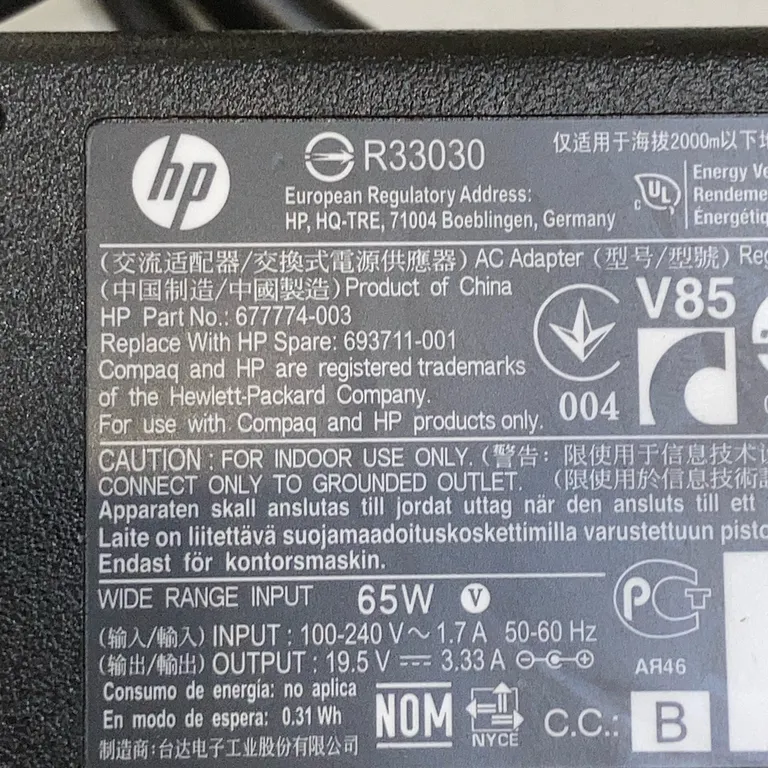 hp
R33030
仅适用于海拔2000m以下
European Regulatory Address:
HP, HQ-TRE, 71004 Boeblingen, Germany
c UL
Energy
(交流适配器/交換式電源供應器) AC Adapter (型号/型號)
(中国制造/中國製造) Product of China
HP Part No.: 677774-003
Replace With HP Spare: 693711-001
Compaq and HP are registered trademarks
of the Hewlett-Packard Company.
For use with Compaq and HP products only.
004
V85
CAUTION : FOR INDOOR USE ONLY. (警告: 限使用于信息技术
CONNECT ONLY TO GROUNDED OUTLET. (限使用於信息技術
Apparaten skall anslutas till jordat uttag när den ansluts till ett
Laite on liitettävä suojamaadoituskoskettimilla varustettuun
Endast för kontorsmaskin.
WIDE RANGE INPUT 65W V
(输入/輸入) INPUT : 100-240 V~ 1.7 A 50-60 Hz
(输出/輸出) OUTPUT : 19.5 V ⎓ 3.33 A
Consumo de energía: no aplica
En modo de espera: 0.31 Wh
制造商: 台达电子工业股份有限公司
NOM
NYCE
C.C.: B
PCT
АЯ46